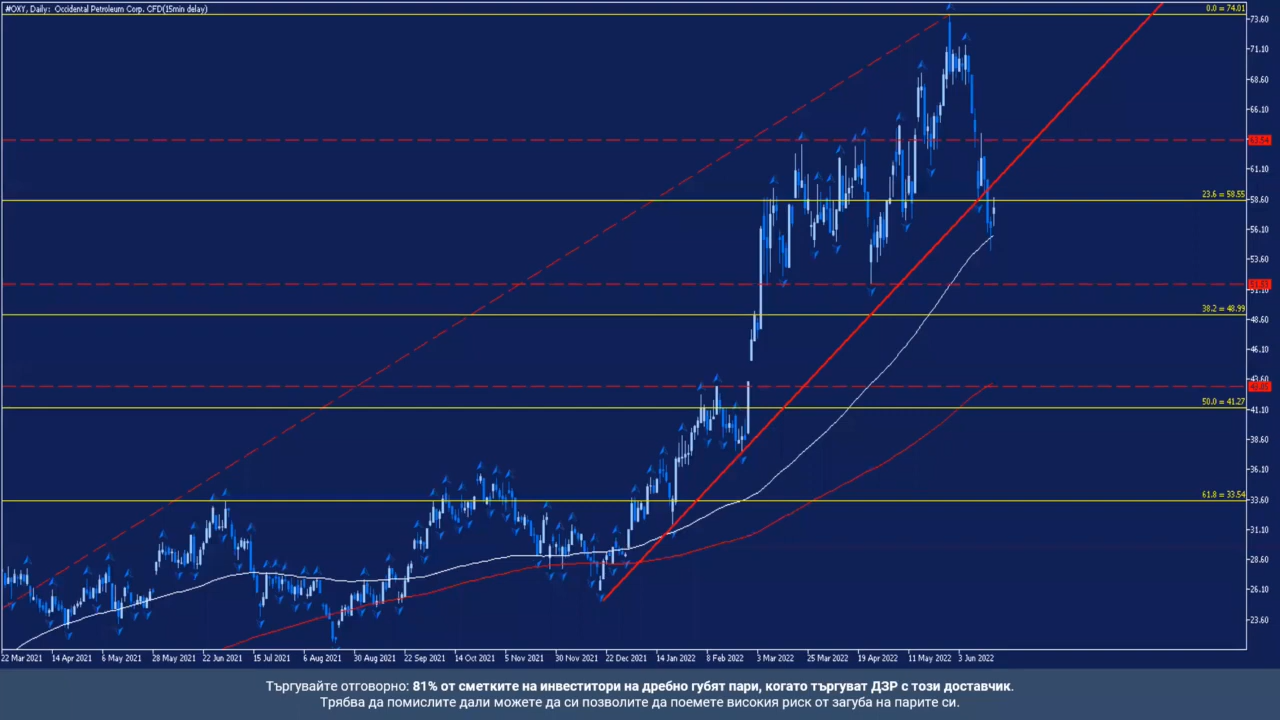 #OXY, Daily: Occidental Petroleum Corp. CFD(15min delay)
0.0 = 74.01
73.60
71.10
68.60
66.10
61.10
23.6 = 58.55
58.60
56.10
53.60
51.10
38.2 = 48.99
48.60
46.10
43.60
50.0 = 41.27
41.10
38.60
36.10
61.8 = 33.54
33.60
31.10
28.60
26.10
23.60
22 Mar 2021 14 Apr 2021 6 May 2021 28 May 2021 22 Jun 2021 15 Jul 2021 6 Aug 2021 30 Aug 2021 22 Sep 2021 14 Oct 2021 5 Nov 2021 30 Nov 2021 22 Dec 2021 14 Jan 2022 8 Feb 2022 3 Mar 2022 25 Mar 2022 19 Apr 2022 11 May 2022 3 Jun 2022
Търгувайте отговорно: 81% от сметките на инвеститори на дребно губят пари, когато търгуват ДЗР с този доставчик.
Трябва да помислите дали можете да си позволите да поемете високия риск от загуба на парите си.